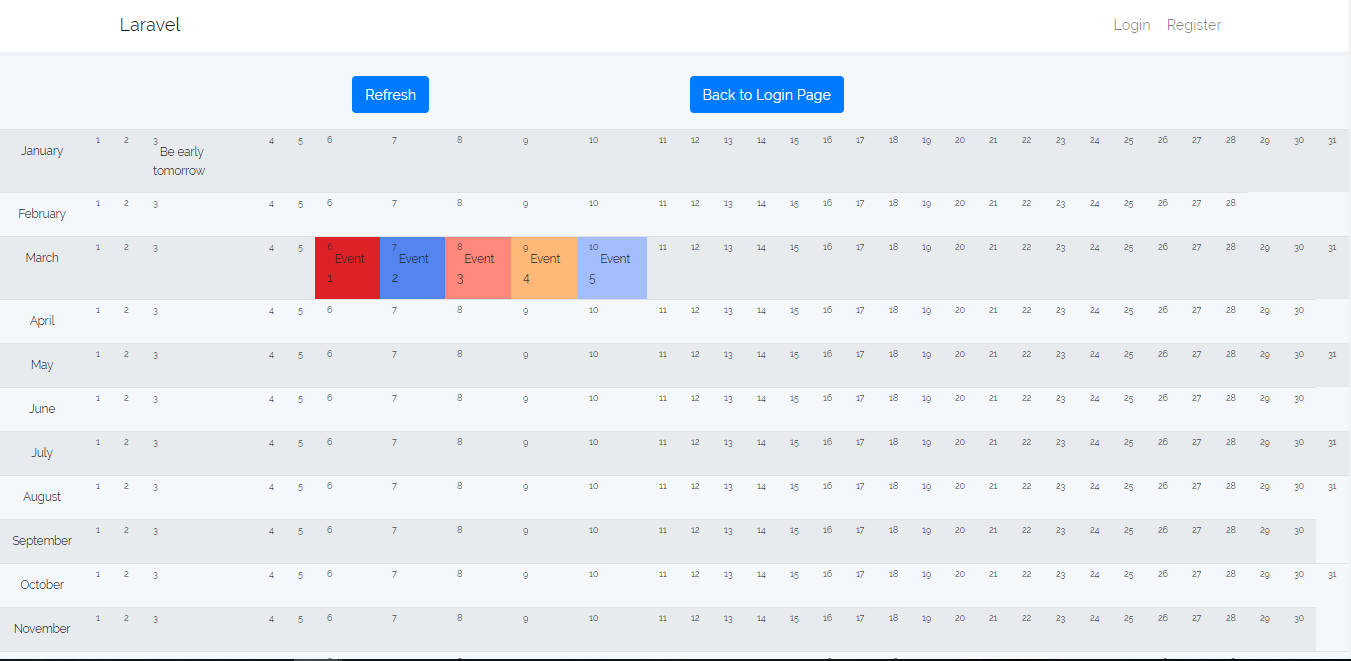 Laravel Login Register
Refresh Back to Login Page
January 1 2 3 Be early 4 5 6 7 8 9 10 11 12 13 14 15 16 17 18 19 20 21 22 23 24 25 26 27 28 29 30 31
tomorrow
February 1 2 3 4 5 6 7 8 9 10 11 12 13 14 15 16 17 18 19 20 21 22 23 24 25 26 27 28
March 1 2 3 4 5 6 7 8 9 10 11 12 13 14 15 16 17 18 19 20 21 22 23 24 25 26 27 28 29 30 31
Event Event Event Event Event
1 2 3 4 5
April 1 2 3 4 5 6 7 8 9 10 11 12 13 14 15 16 17 18 19 20 21 22 23 24 25 26 27 28 29 30
May 1 2 3 4 5 6 7 8 9 10 11 12 13 14 15 16 17 18 19 20 21 22 23 24 25 26 27 28 29 30 31
June 1 2 3 4 5 6 7 8 9 10 11 12 13 14 15 16 17 18 19 20 21 22 23 24 25 26 27 28 29 30
July 1 2 3 4 5 6 7 8 9 10 11 12 13 14 15 16 17 18 19 20 21 22 23 24 25 26 27 28 29 30 31
August 1 2 3 4 5 6 7 8 9 10 11 12 13 14 15 16 17 18 19 20 21 22 23 24 25 26 27 28 29 30 31
September 1 2 3 4 5 6 7 8 9 10 11 12 13 14 15 16 17 18 19 20 21 22 23 24 25 26 27 28 29 30
October 1 2 3 4 5 6 7 8 9 10 11 12 13 14 15 16 17 18 19 20 21 22 23 24 25 26 27 28 29 30 31
November 1 2 3 4 5 6 7 8 9 10 11 12 13 14 15 16 17 18 19 20 21 22 23 24 25 26 27 28 29 30